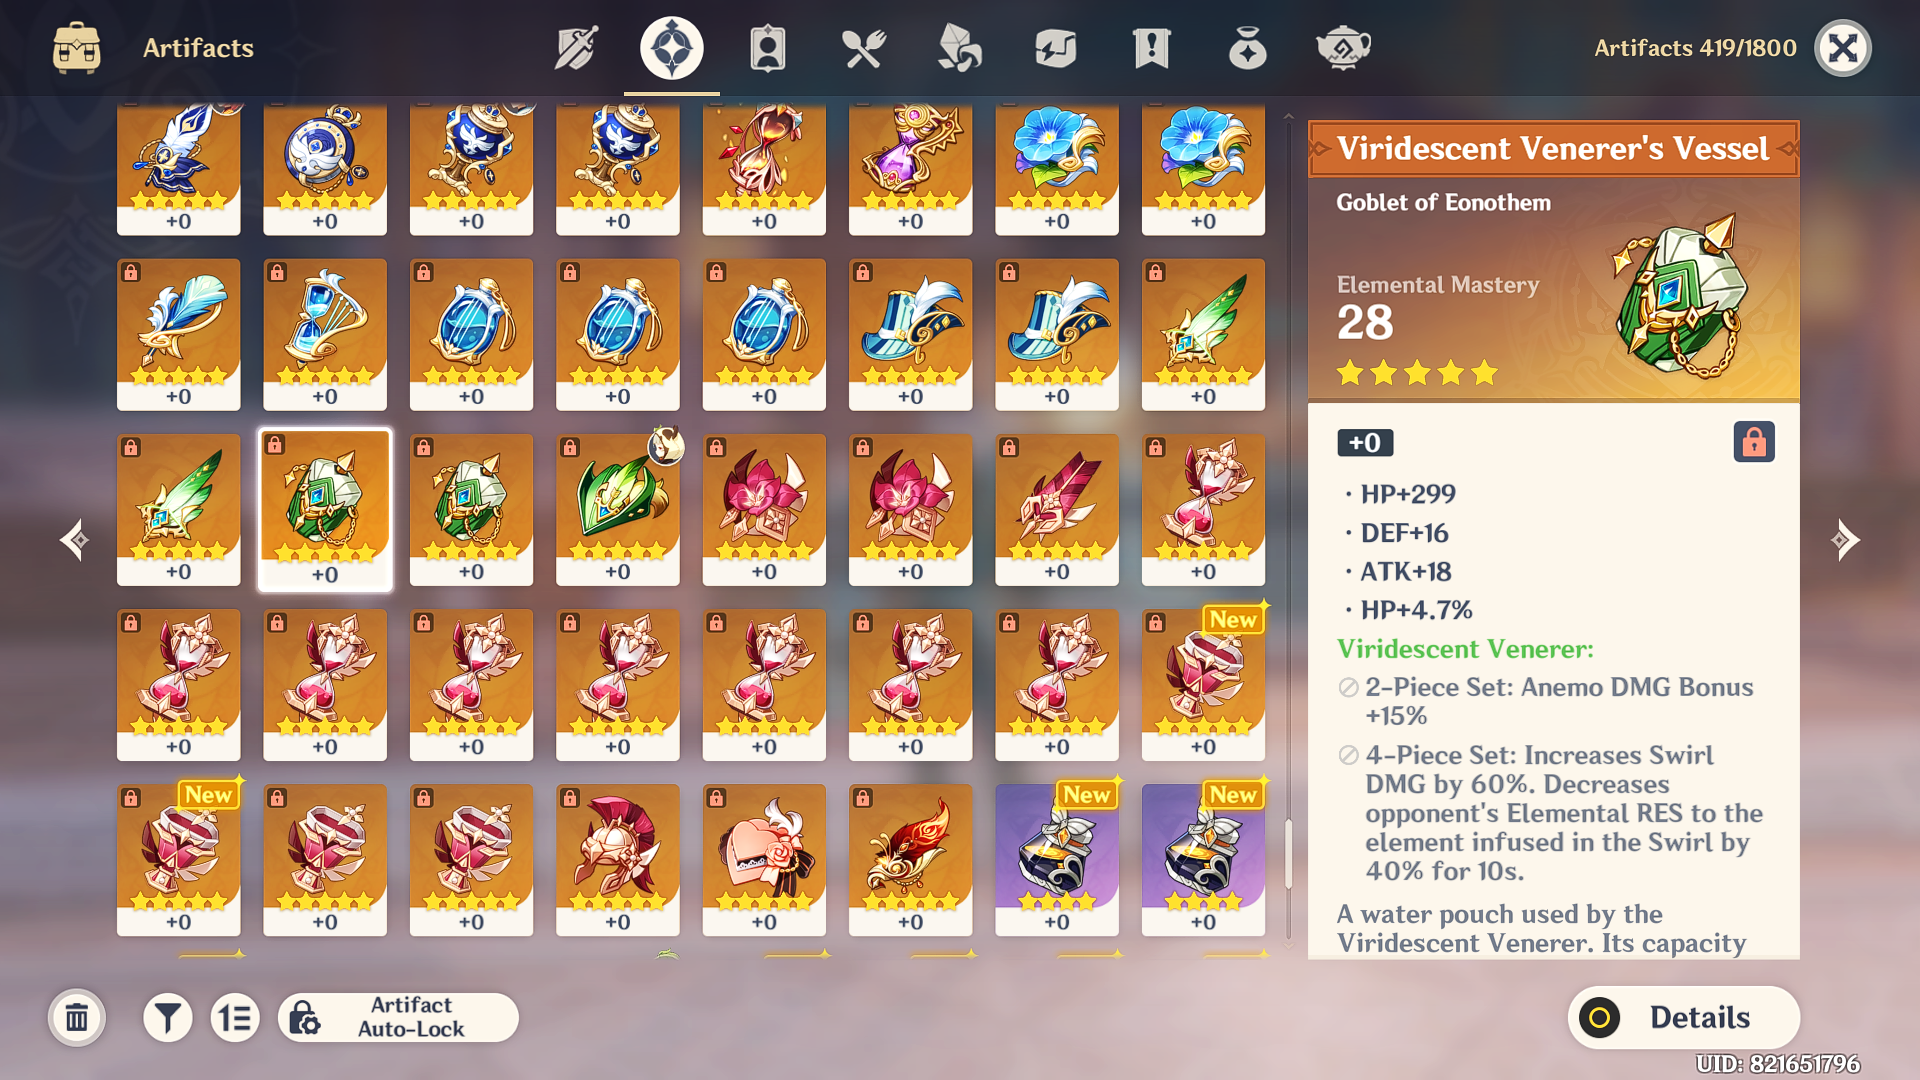 Artifacts
Artifacts 419/1800
+0 +0 +0 +0 +0 +0 +0 +0
+0 +0 +0 +0 +0 +0 +0 +0
+0 +0 +0 +0 +0 +0 +0 +0
New
+0 +0 +0 +0 +0 +0 +0 +0
New New New
+0 +0 +0 +0 +0 +0 +0 +0
Viridescent Venerer's Vessel
Goblet of Eonothem
Elemental Mastery
28
+0
· HP+299
· DEF+16
· ATK+18
· HP+4.7%
Viridescent Venerer:
2-Piece Set: Anemo DMG Bonus
+15%
4-Piece Set: Increases Swirl
DMG by 60%. Decreases
opponent's Elemental RES to the
element infused in the Swirl by
40% for 10s.
A water pouch used by the
Viridescent Venerer. Its capacity
Artifact
Auto-Lock
Details
UID: 821651796